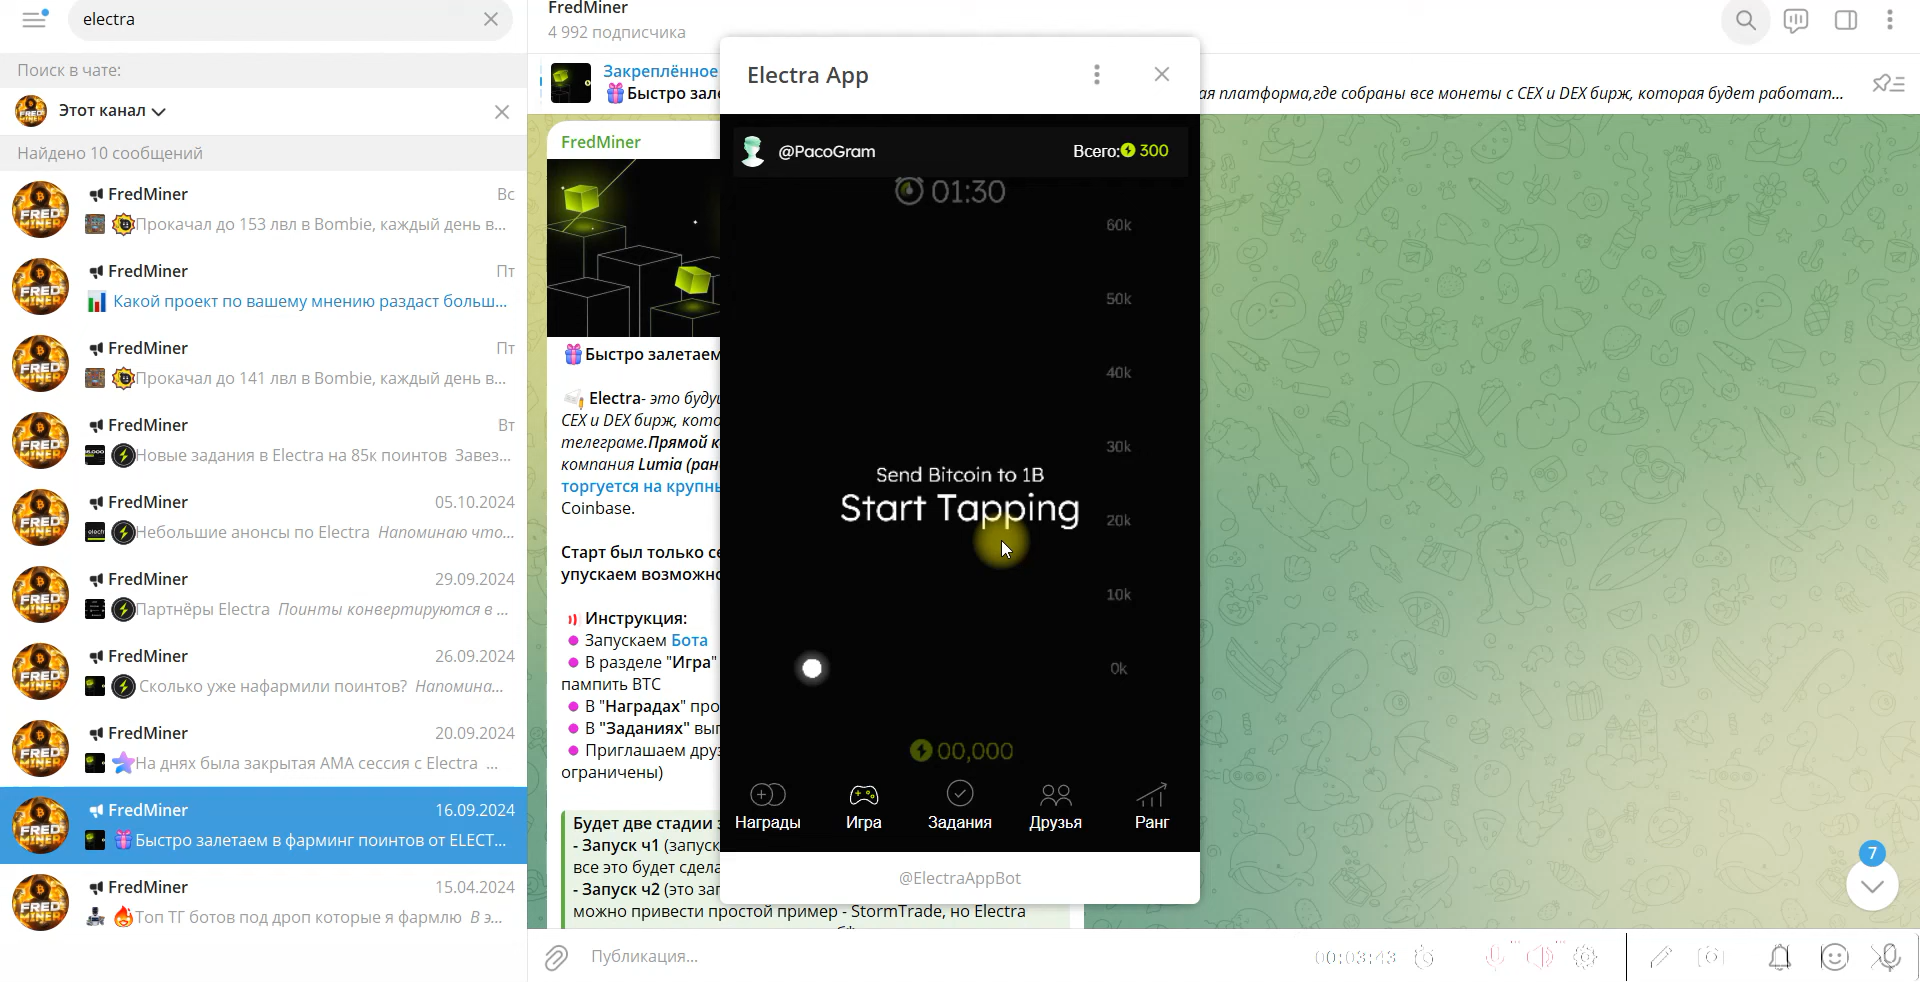 electra
Поиск в чате:
Этот канал
Найдено 10 сообщений
FredMiner
Вс
Прокачал до 153 лвл в Bombie, каждый день в...
FredMiner
Пт
Какой проект по вашему мнению раздаст больш...
FredMiner
Пт
Прокачал до 141 лвл в Bombie, каждый день в...
FredMiner
Вт
Новые задания в Electra на 85к поинтов Завез...
FredMiner
05.10.2024
Небольшие анонсы по Electra Напоминаю что...
FredMiner
29.09.2024
Партнёры Electra Поинты конвертируются в ...
FredMiner
26.09.2024
Сколько уже нафармили поинтов? Напомина...
FredMiner
20.09.2024
На днях была закрытая AMA сессия с Electra ...
FredMiner
16.09.2024
Быстро залетаем в фарминг поинтов от ELECT...
FredMiner
15.04.2024
Топ ТГ ботов под дроп которые я фармлю В э...
FredMiner
4 992 подписчика
Закреплённое
Быстро зале
ая платформа,где собраны все монеты с CEX и DEX бирж, которая будет работат...
FredMiner
Быстро залетаем
Electra- это буду
CEX и DEX бирж, кото
телеграме.Прямой к
компания Lumia (ран
торгуется на крупн
Coinbase.
Старт был только се
упускаем возможно
Инструкция:
Запускаем Бота
В разделе "Игра"
пампить BTC
В "Наградах" про
В "Заданиях" вып
Приглашаем друз
ограничены)
Будет две стадии з
- Запуск ч1 (запуск
все это будет сдела
- Запуск ч2 (это зап
можно привести простой пример - StormTrade, но Electra
Electra App
@PacoGram
Всего: 300
01:30
60k
50k
40k
30k
Send Bitcoin to 1B
Start Tapping
20k
10k
0k
00,000
Награды
Игра
Задания
Друзья
Ранг
@ElectraAppBot
7
Публикация...
00:03:43